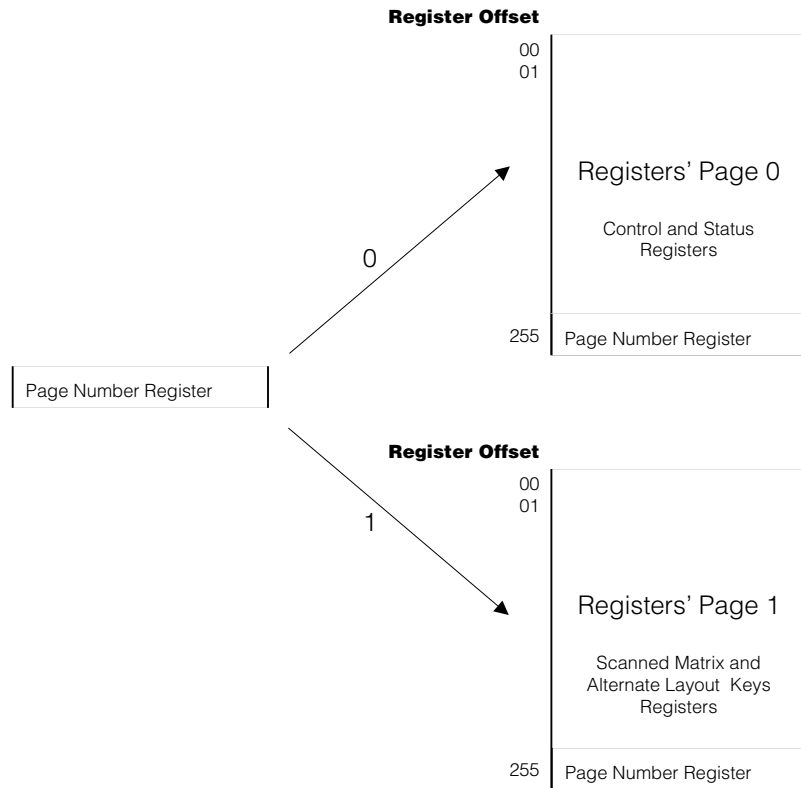 Register Offset
00
01
Registers’ Page 0
Control and Status
Registers
0
255
Page Number Register
Page Number Register
Register Offset
00
01
1
Registers’ Page 1
Scanned Matrix and
Alternate Layout Keys
Registers
255
Page Number Register